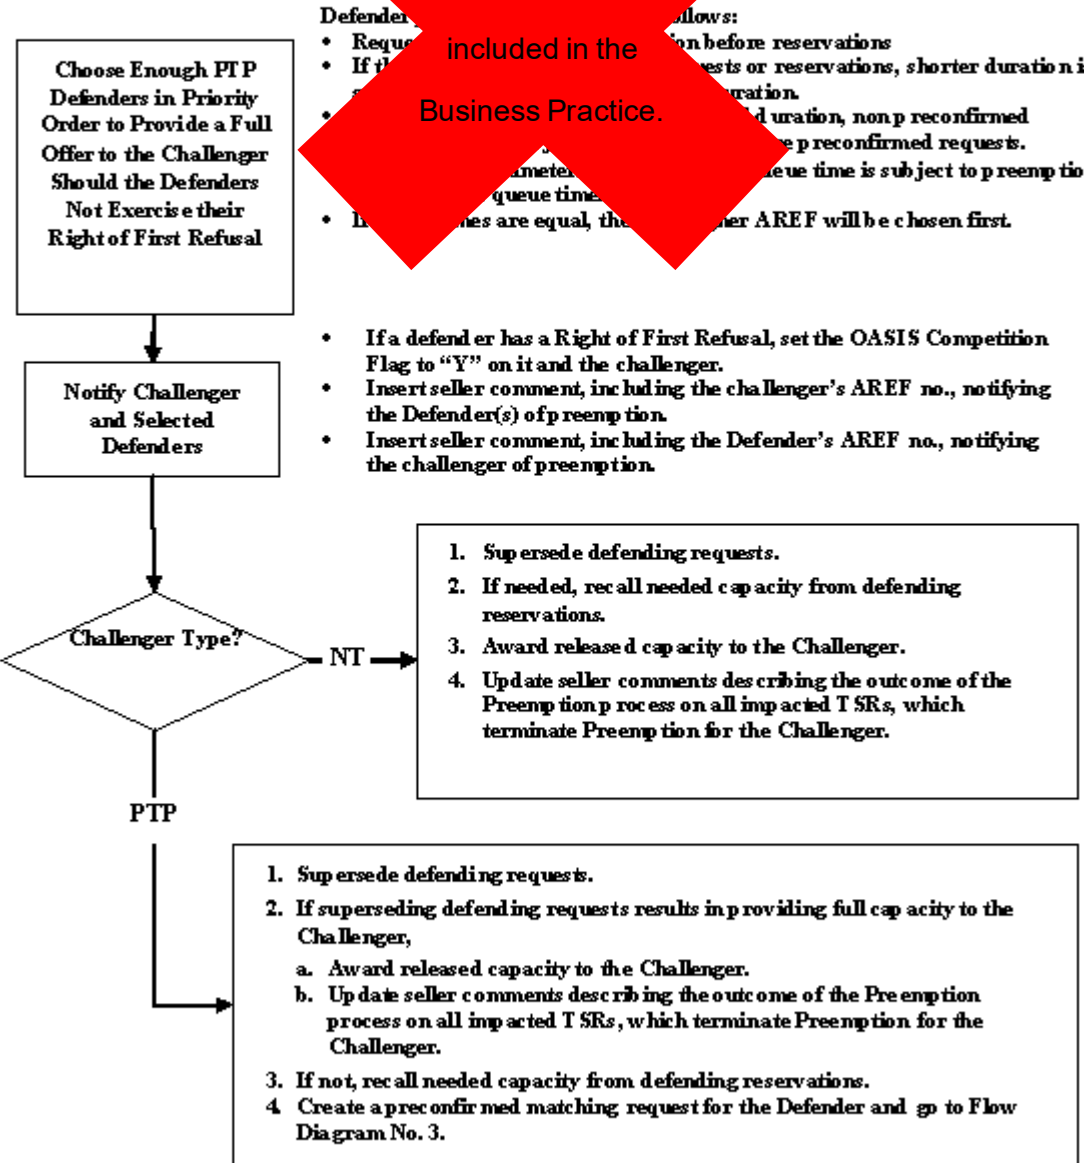 Defender
ollows:
included in the
Business Practice.
• Reque
on before reservations
• If th
ests or reservations, shorter duration i
uration.
•
duration, non preconfirmed
e preconfirmed requests.
ameter
eue time is subject to preemptio
queue time
•
es are equal, the
her AREF will be chosen first.
Choose Enough PTP
Defenders in Priority
Order to Provide a Full
Offer to the Challenger
Should the Defenders
Not Exercise their
Right of First Refusal
• If a defender has a Right of First Refusal, set the OASIS Competition
Flag to “Y” on it and the challenger.
• Insert seller comment, including the challenger’s AREF no., notifying
the Defender(s) of preemption.
• Insert seller comment, including the Defender’s AREF no., notifying
the challenger of preemption.
Notify Challenger
and Selected
Defenders
Challenger Type?
NT
1. Supersede defending requests.
2. If needed, recall needed capacity from defending
reservations.
3. Award released capacity to the Challenger.
4. Update seller comments describing the outcome of the
Preemption process on all impacted TSRs, which
terminate Preemption for the Challenger.
PTP
1. Supersede defending requests.
2. If superseding defending requests results in providing full capacity to the
Challenger,
a. Award released capacity to the Challenger.
b. Update seller comments describing the outcome of the Preemption
process on all impacted TSRs, which terminate Preemption for the
Challenger.
3. If not, recall needed capacity from defending reservations.
4. Create a preconfirmed matching request for the Defender and go to Flow
Diagram No. 3.